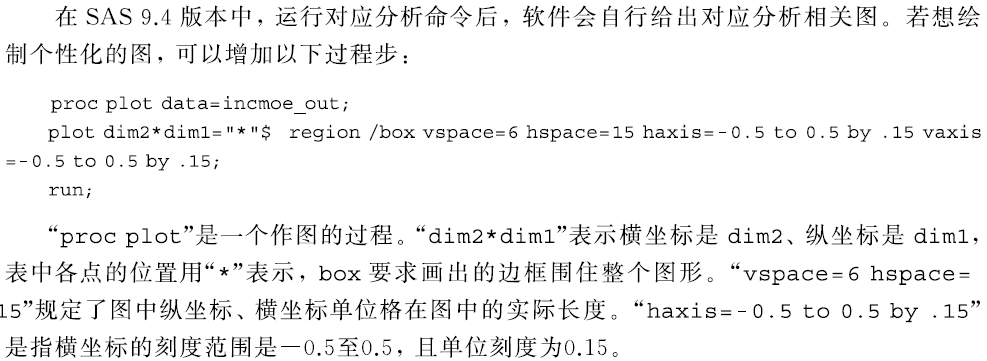 在 SAS 9.4 版本中，运行对应分析命令后，软件会自行给出对应分析相关图。若想绘
制个性化的图，可以增加以下过程步：
proc plot data=incmoe_out;
plot dim2*dim1="*"$ region /box vspace=6 hspace=15 haxis=-0.5 to 0.5 by .15 vaxis
=-0.5 to 0.5 by .15;
run;
“proc plot”是一个作图的过程。“dim2*dim1”表示横坐标是 dim2、纵坐标是 dim1，
表中各点的位置用“*”表示，box 要求画出的边框围住整个图形。“vspace=6 hspace=
15”规定了图中纵坐标、横坐标单位格在图中的实际长度。“haxis=-0.5 to 0.5 by .15”
是指横坐标的刻度范围是－0.5至0.5，且单位刻度为0.15。